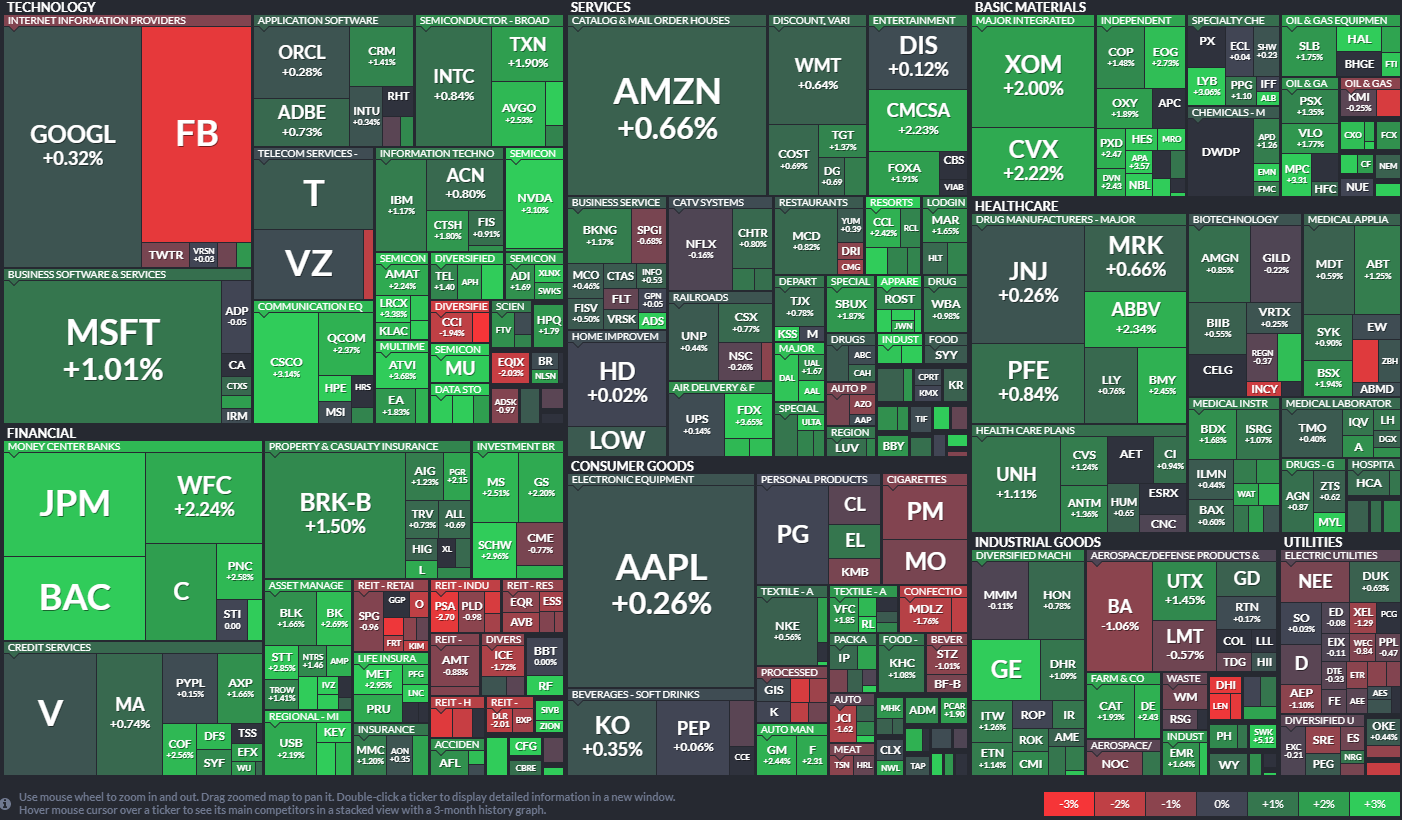 TECHNOLOGY
INTERNET INFORMATION PROVIDERS
GOOGL
+0.32%
FB
TWTR
VRSN
+0.03
APPLICATION SOFTWARE
ORCL
+0.28%
ADBE
+0.73%
CRM
+1.41%
INTU
+0.34%
RHT
SEMICONDUCTOR - BROAD
INTC
+0.84%
TXN
+1.90%
AVGO
+2.53%
TELECOM SERVICES -
T
VZ
INFORMATION TECHNO
IBM
+1.17%
ACN
+0.80%
CTSH
+1.80%
FIS
+0.91%
SEMICON
NVDA
+3.10%
BUSINESS SOFTWARE & SERVICES
MSFT
+1.01%
ADP
-0.05
CA
CTXS
IRM
COMMUNICATION EQ
CSCO
+3.14%
QCOM
+2.37%
HPE
HRS
MSI
SEMICON
AMAT
+2.24%
LRCX
+3.38%
KLAC
DIVERSIFIED
TEL
+1.40
APH
SEMICON
ADI
+1.69
XLNX
SWKS
MULTIME
ATVI
+3.68%
EA
+1.83%
DIVERSIFIE
CCI
-1.94%
SCIEN
FTV
HPQ
+1.79
SEMICON
MU
DATA STO
EQIX
-2.03%
BR
NLSN
ADSK
-0.97
FINANCIAL
MONEY CENTER BANKS
JPM
WFC
+2.24%
BAC
C
PNC
+2.58%
STI
0.00
PROPERTY & CASUALTY INSURANCE
BRK-B
+1.50%
AIG
+1.23%
PGR
+2.15
TRV
+0.73%
ALL
+0.69
HIG
XL
L
INVESTMENT BR
MS
+2.51%
GS
+2.20%
SCHW
+2.96%
CME
-0.77%
CREDIT SERVICES
V
MA
+0.74%
PYPL
+0.15%
AXP
+1.66%
COF
+2.56%
DFS
SYF
TSS
EFX
WU
ASSET MANAGE
BLK
+1.66%
BK
+2.69%
STT
+2.85%
NTRS
+1.46
AMP
TROW
+1.41%
IVZ
REGIONAL - MI
USB
+2.19%
KEY
REIT - RETAI
SPG
-0.96
GGP
O
FRT
KIM
LIFE INSURA
MET
+2.95%
PFG
LNC
PRU
INSURANCE
MMC
+1.20%
AON
+0.35
REIT - INDU
PSA
-2.70
PLD
-0.98
REIT - RES
EQR
ESS
AVB
REIT -
AMT
-0.88%
DIVERS
ICE
-1.72%
BBT
0.00%
RF
REIT - H
REIT -
DLR
-2.01
BXP
SIVB
ZION
ACCIDEN
AFL
CFG
CBRE
SERVICES
CATALOG & MAIL ORDER HOUSES
AMZN
+0.66%
DISCOUNT, VARI
WMT
+0.64%
COST
+0.69%
TGT
+1.37%
DG
+0.69
ENTERTAINMENT
DIS
+0.12%
CMCSA
+2.23%
FOXA
+1.91%
CBS
VIAB
BUSINESS SERVICE
BKNG
+1.17%
SPGI
-0.68%
MCO
+0.46%
CTAS
INFO
+0.53
FISV
+0.50%
FLT
GPN
+0.05
VRSK
ADS
CATV SYSTEMS
NFLX
-0.16%
CHTR
+0.80%
RESTAURANTS
MCD
+0.82%
YUM
+0.39
DRI
CMG
RESORTS
CCL
+2.42%
RCL
LODGIN
MAR
+1.65%
HLT
RAILROADS
UNP
+0.44%
CSX
+0.77%
NSC
-0.26%
DEPART
TJX
+0.78%
KSS
M
SPECIAL
SBUX
+1.87%
APPARE
ROST
JWN
DRUG
WBA
+0.98%
HOME IMPROVEM
HD
+0.02%
LOW
MAJOR
DAL
UAL
+1.67
AAL
DRUGS
ABC
CAH
INDUST
FOOD
SYY
AIR DELIVERY & F
UPS
+0.14%
FDX
+3.65%
SPECIAL
ULTA
AUTO P
AZO
AAP
CPRT
KMX
KR
REGION
LUV
BBY
TIF
CONSUMER GOODS
ELECTRONIC EQUIPMENT
AAPL
+0.26%
PERSONAL PRODUCTS
PG
CL
EL
KMB
CIGARETTES
PM
MO
BEVERAGES - SOFT DRINKS
KO
+0.35%
PEP
+0.06%
CCE
TEXTILE - A
NKE
+0.56%
TEXTILE - A
VFC
+1.85
RL
CONFECTIO
MDLZ
-1.76%
PROCESSED
GIS
K
PACKA
IP
FOOD -
KHC
+1.08%
BEVER
STZ
-1.01%
BF-B
AUTO MAN
GM
+2.44%
F
+2.31
AUTO
JCI
-1.62
MEAT
TSN
HRL
MHK
ADM
PCAR
+1.90
CLX
NWL
TAP
BASIC MATERIALS
MAJOR INTEGRATED
XOM
+2.00%
CVX
+2.22%
INDEPENDENT
COP
+1.48%
EOG
+2.73%
OXY
+1.89%
APC
PXD
+2.47
HES
MRO
APA
+3.57
DVN
+2.43
NBL
SPECIALTY CHE
PX
ECL
+0.04
SHW
+0.23
LYB
+3.06%
PPG
+1.10
IFF
ALB
CHEMICALS - M
DWDP
APD
+1.26
EMN
FMC
OIL & GAS EQUIPMEN
SLB
+1.75%
HAL
BHGE
FTI
OIL & GA
PSX
+1.35%
VLO
+1.77%
MPC
+3.31
HFC
OIL & GAS
KMI
-0.25%
CXO
FCX
CF
NEM
NUE
HEALTHCARE
DRUG MANUFACTURERS - MAJOR
JNJ
+0.26%
MRK
+0.66%
PFE
+0.84%
ABBV
+2.34%
LLY
+0.76%
BMY
+2.45%
BIOTECHNOLOGY
AMGN
+0.85%
GILD
-0.22%
BIIB
+0.55%
VRTX
+0.25%
CELG
REGN
-0.37
INCY
MEDICAL APPLIA
MDT
+0.59%
ABT
+1.25%
SYK
+0.90%
EW
BSX
+1.94%
ZBH
ABMD
HEALTH CARE PLANS
UNH
+1.11%
CVS
+1.24%
AET
CI
+0.94%
ANTM
+1.36%
HUM
+0.65
ESRX
CNC
MEDICAL INSTR
BDX
+1.68%
ISRG
+1.07%
ILMN
+0.44%
WAT
BAX
+0.60%
MEDICAL LABORATOR
TMO
+0.40%
IQV
LH
A
DGX
DRUGS - G
AGN
+0.87
ZTS
+0.62
MYL
HOSPITA
HCA
INDUSTRIAL GOODS
DIVERSIFIED MACHI
MMM
-0.11%
HON
+0.78%
GE
DHR
+1.09%
ITW
+1.26%
ROP
IR
ETN
+1.14%
ROK
AME
CMI
AEROSPACE/DEFENSE PRODUCTS &
BA
-1.06%
UTX
+1.45%
GD
LMT
-0.57%
RTN
+0.17%
COL
LLL
TDG
HII
FARM & CO
CAT
+1.93%
DE
+2.43
WASTE
WM
RSG
DHI
LEN
AEROSPACE/
NOC
INDUST
EMR
+1.64%
PH
SWK
+5.12
WY
UTILITIES
ELECTRIC UTILITIES
NEE
DUK
+0.63%
SO
+0.03%
ED
-0.08
XEL
-1.29
PCG
D
EIX
-0.11
WEC
-0.84
PPL
-0.47
DTE
-0.33
ETR
AEP
-1.10%
FE
AEE
AES
DIVERSIFIED U
EXC
-0.21
SRE
ES
PEG
NRG
OKE
+0.44%
Use mouse wheel to zoom in and out. Drag zoomed map to pan it. Double-click a ticker to display detailed information in a new window.
Hover mouse cursor over a ticker to see its main competitors in a stacked view with a 3-month history graph.
-3% -2% -1% 0% +1% +2% +3%